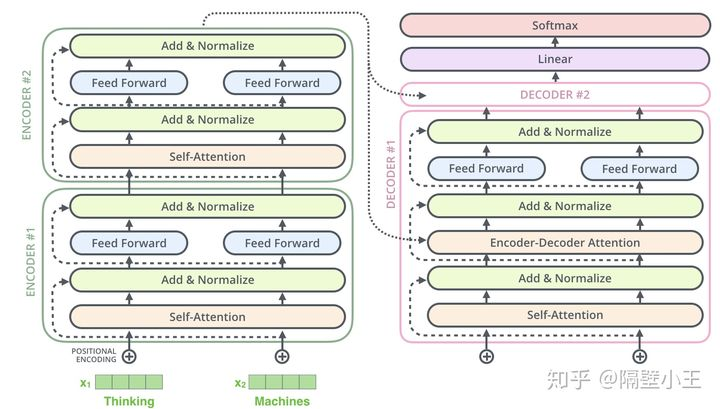 ENCODER #2
Add & Normalize
Feed Forward
Feed Forward
Add & Normalize
Self-Attention
ENCODER #1
Add & Normalize
Feed Forward
Feed Forward
Add & Normalize
Self-Attention
POSITIONAL
ENCODING
x1
Thinking
x2
Machines
Softmax
Linear
DECODER #2
DECODER #1
Add & Normalize
Feed Forward
Feed Forward
Add & Normalize
Encoder-Decoder Attention
Add & Normalize
Self-Attention
知乎 @隔壁小王